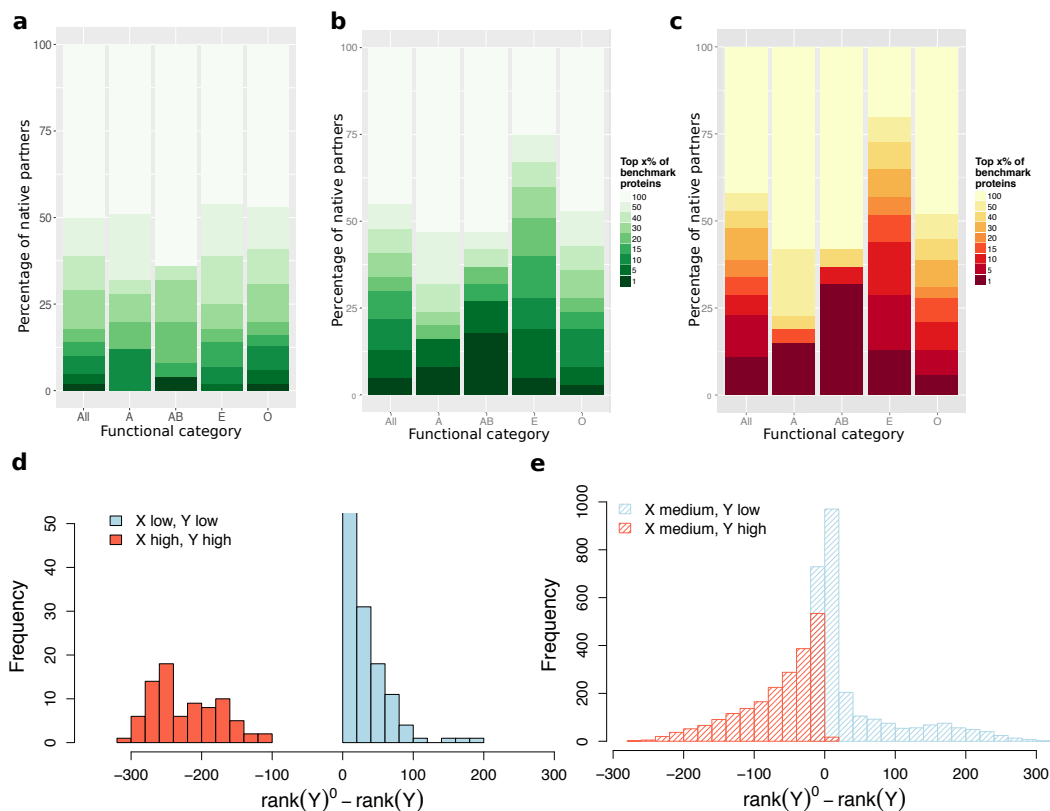 a
b
c
Percentage of native partners
100
75
50
25
0
All
A
AB
E
O
Functional category
Percentage of native partners
100
75
50
25
0
All
A
AB
E
O
Functional category
Top x% of
benchmark
proteins
100
50
40
30
20
15
10
5
1
Percentage of native partners
100
75
50
25
0
All
A
AB
E
O
Functional category
Top x% of
benchmark
proteins
100
50
40
30
20
15
10
5
1
d
X low, Y low
X high, Y high
Frequency
50
40
30
20
10
0
−300
−200
−100
0
100
200
300
rank(Y)⁰ − rank(Y)
e
X medium, Y low
X medium, Y high
Frequency
1000
800
600
400
200
0
−300
−200
−100
0
100
200
300
rank(Y)⁰ − rank(Y)